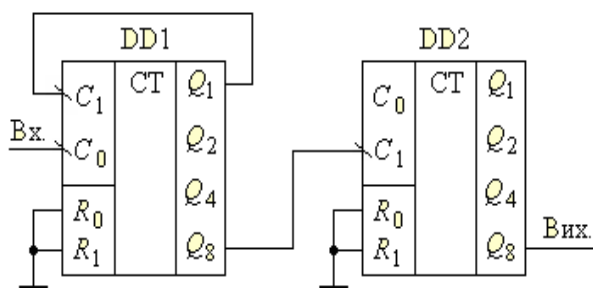 DD1 DD2
C1 CT Q1 C0 CT Q1
Вх. C0 Q2 C1 Q2
R0 Q4 R0 Q4
R1 Q8 R1 Q8 Вих.